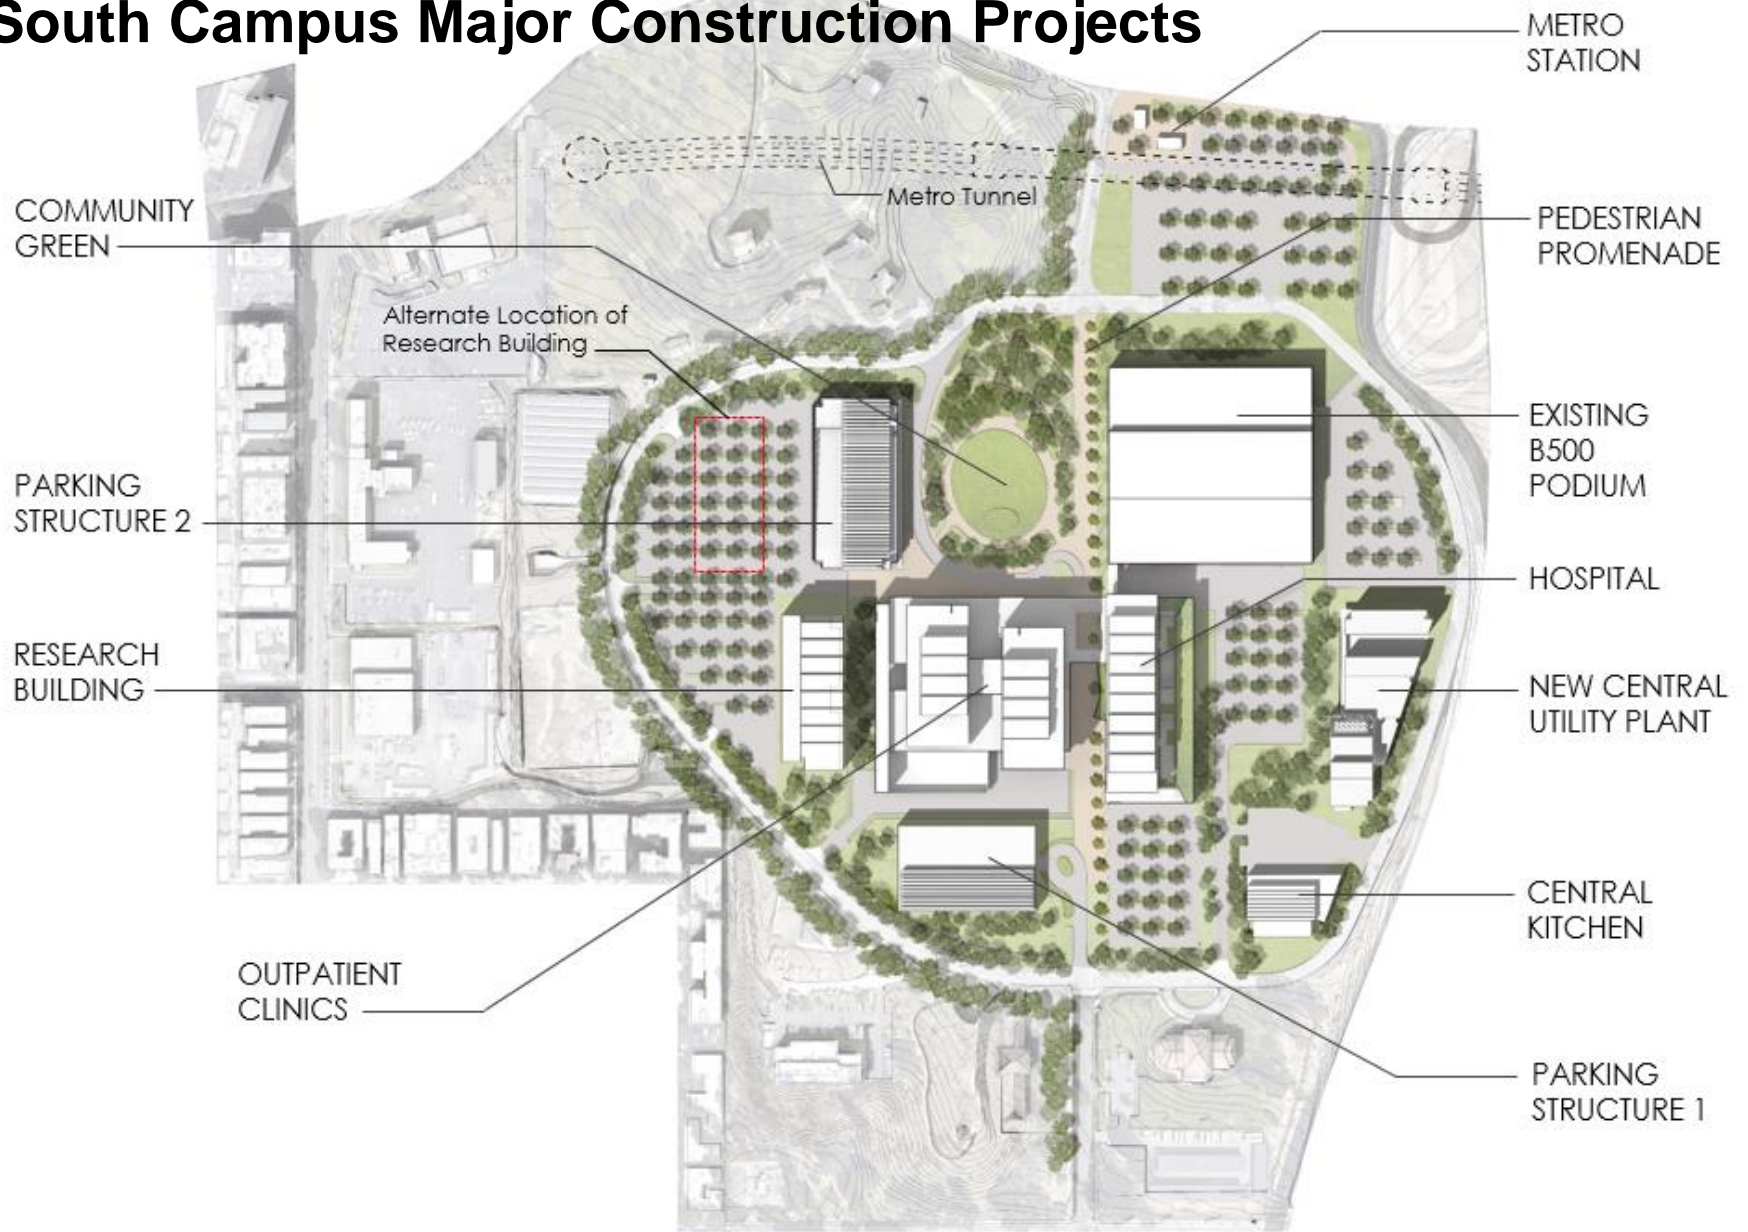 South Campus Major Construction Projects
METRO
STATION
Metro Tunnel
COMMUNITY
GREEN
PEDESTRIAN
PROMENADE
Alternate Location of
Research Building
EXISTING
B500
PODIUM
PARKING
STRUCTURE 2
HOSPITAL
RESEARCH
BUILDING
NEW CENTRAL
UTILITY PLANT
CENTRAL
KITCHEN
OUTPATIENT
CLINICS
PARKING
STRUCTURE 1